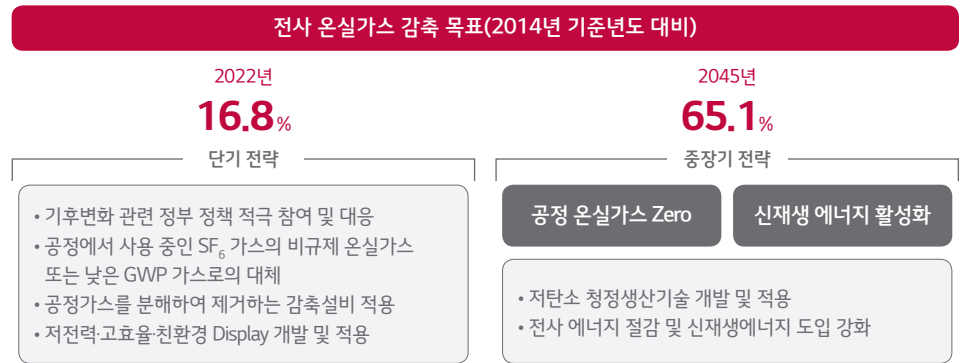 전사 온실가스 감축 목표(2014년 기준년도 대비)
2022년
16.8%
단기 전략
• 기후변화 관련 정부 정책 적극 참여 및 대응
• 공정에서 사용 중인 SF₆ 가스의 비규제 온실가스
또는 낮은 GWP 가스로의 대체
• 공정가스를 분해하여 제거하는 감축설비 적용
• 저전력·고효율·친환경 Display 개발 및 적용
2045년
65.1%
중장기 전략
공정 온실가스 Zero
신재생 에너지 활성화
• 저탄소 청정생산기술 개발 및 적용
• 전사 에너지 절감 및 신재생에너지 도입 강화